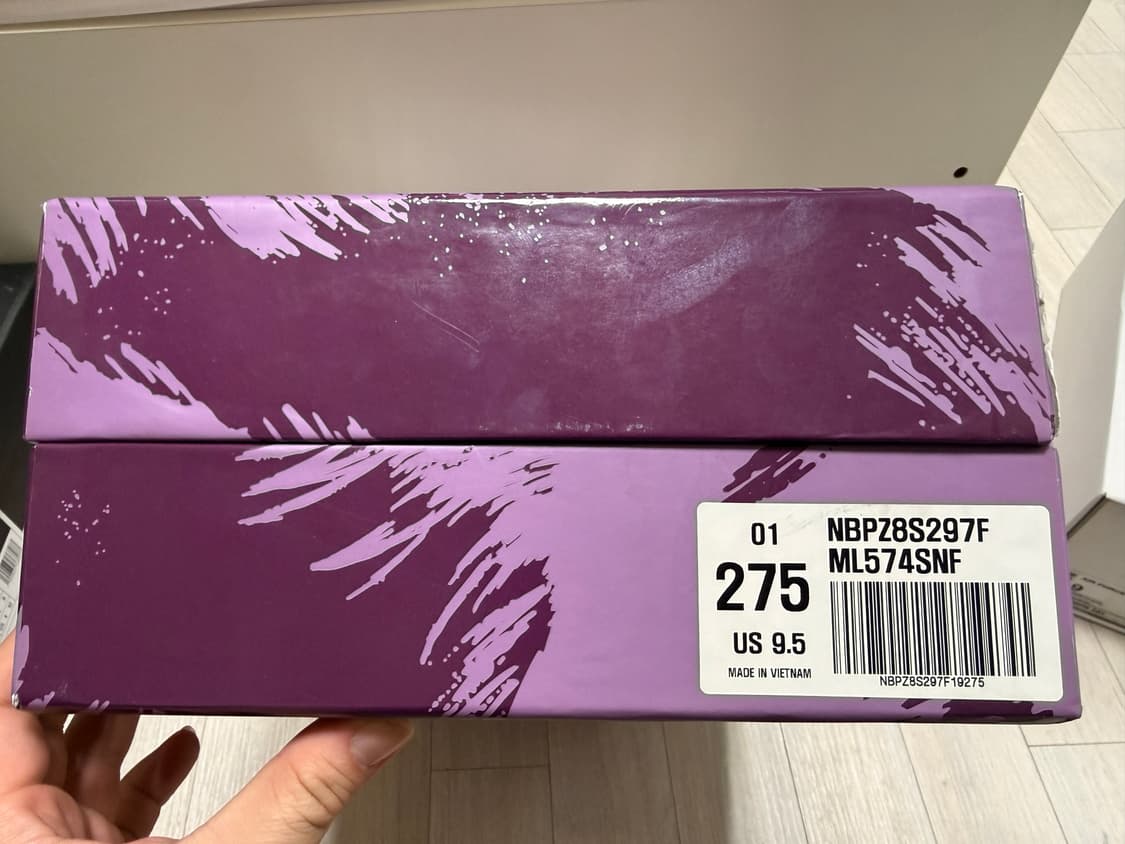 01
275
US 9.5
MADE IN VIETNAM
NBPZ8S297F
ML574SNF
NBPZ8S297F19275